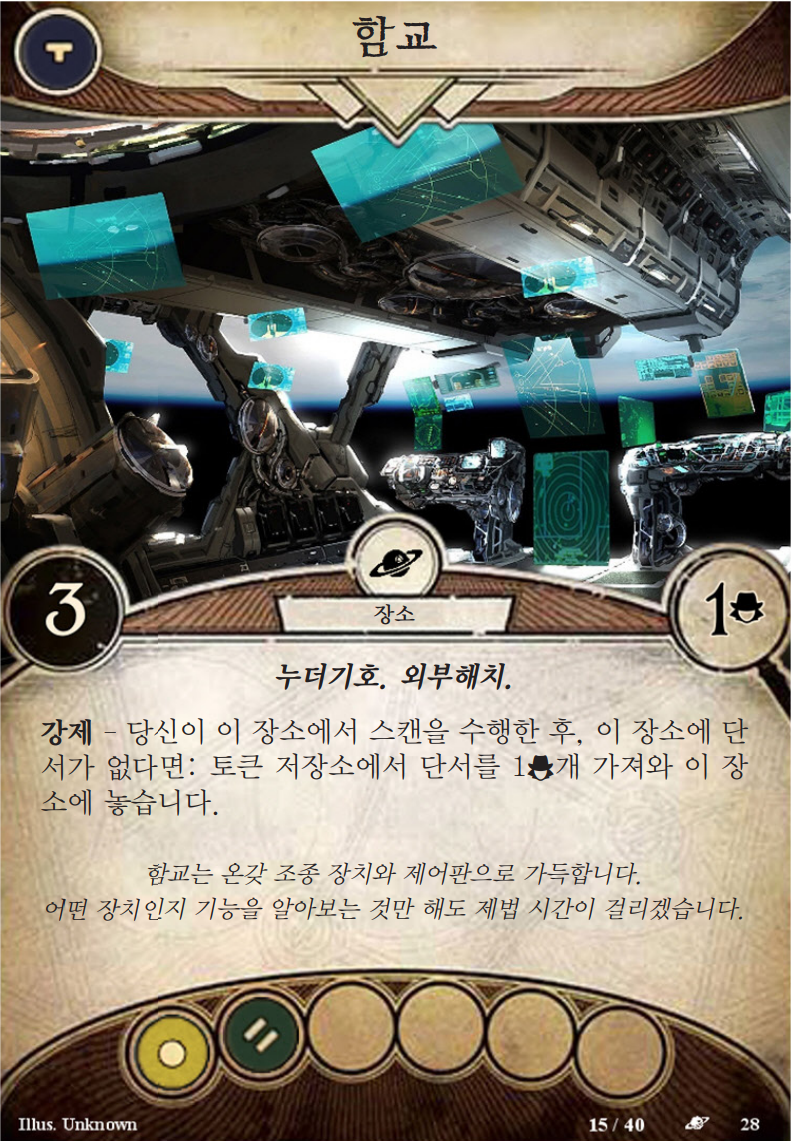 함교
3
1
장소
누더기호. 외부해치.
강제 – 당신이 이 장소에서 스캔을 수행한 후, 이 장소에 단
서가 없다면: 토큰 저장소에서 단서를 1개 가져와 이 장
소에 놓습니다.
함교는 온갖 조종 장치와 제어판으로 가득합니다.
어떤 장치인지 기능을 알아보는 것만 해도 제법 시간이 걸리겠습니다.
Illus. Unknown
15 / 40
28